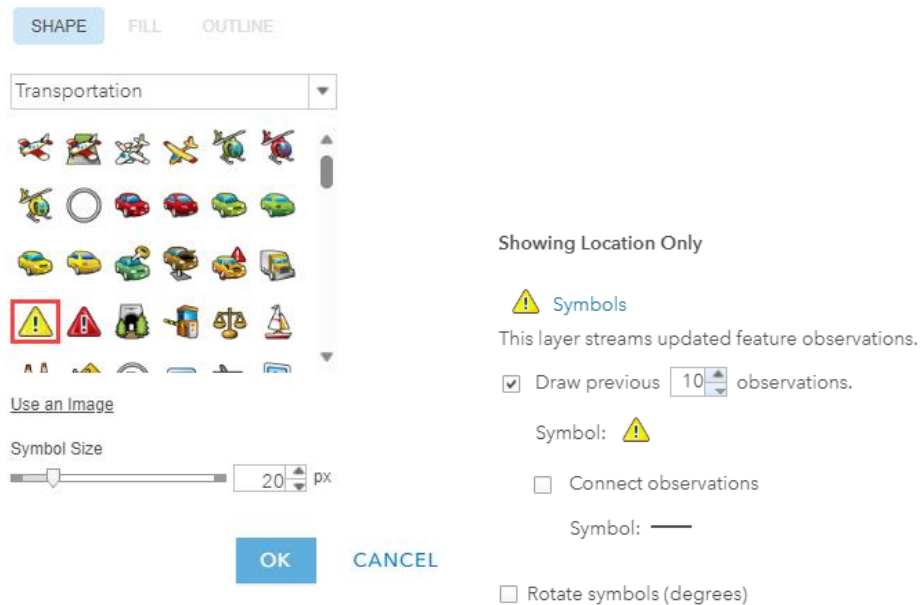 SHAPE FILL OUTLINE
Transportation
Use an Image
Symbol Size
20 px
OK CANCEL
Showing Location Only
Symbols
This layer streams updated feature observations.
Draw previous 10 observations.
Symbol:
Connect observations
Symbol:
Rotate symbols (degrees)